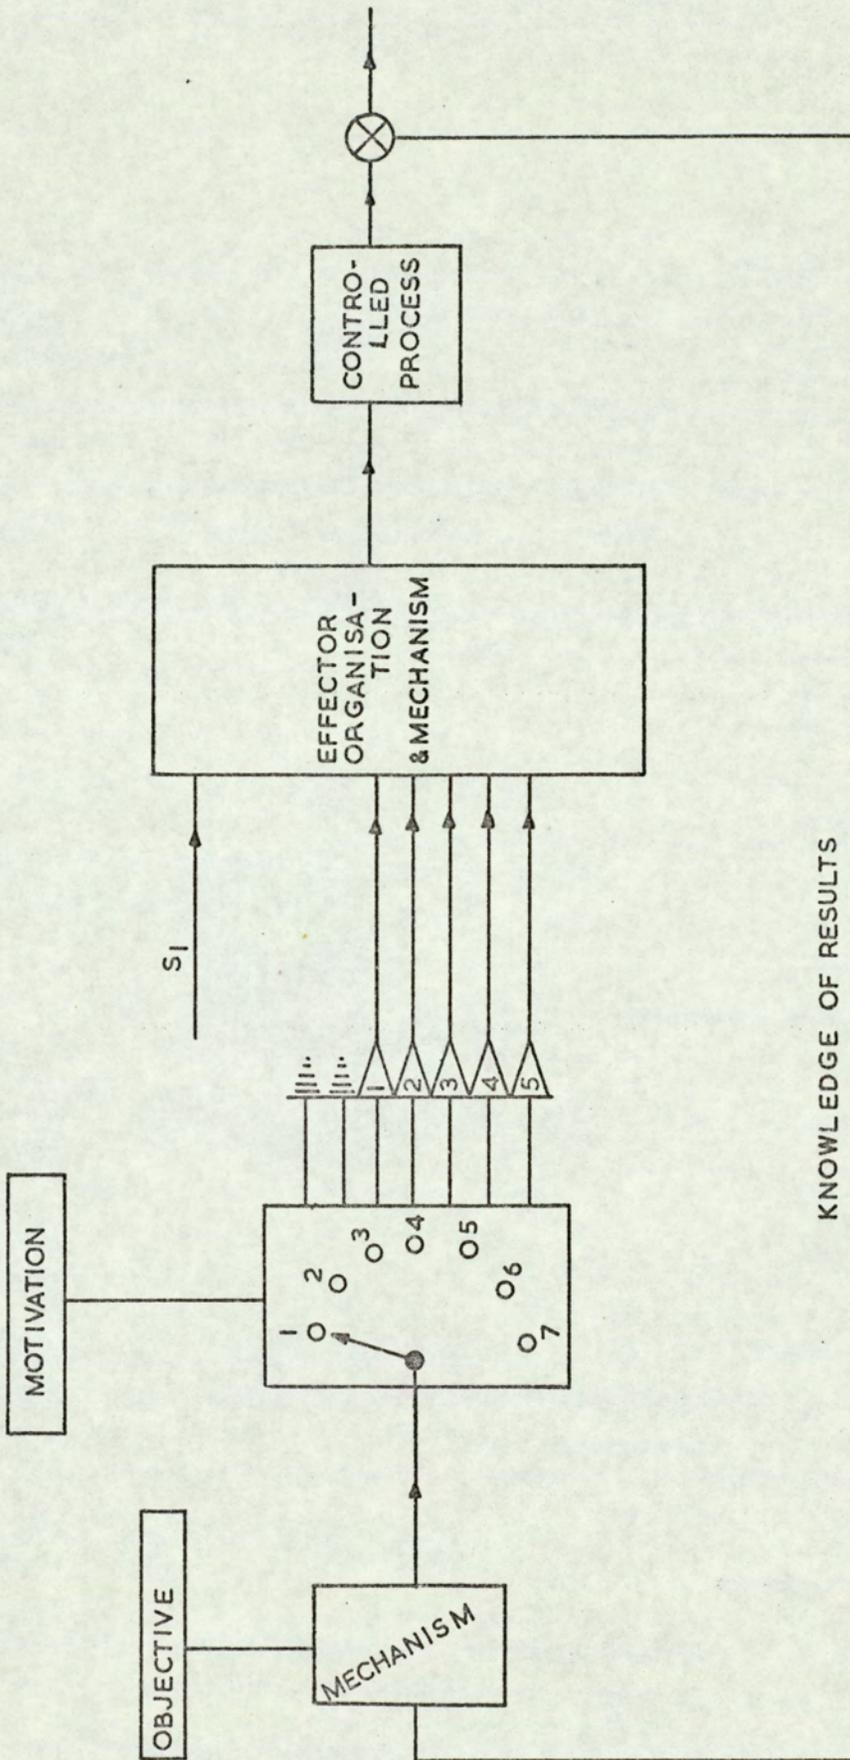 OBJECTIVE
MECHANISM
MOTIVATION
1
2
3
4
5
6
7
1
2
3
4
5
S1
EFFECTOR
ORGANISA-
TION
&MECHANISM
CONTRO-
LLED
PROCESS
KNOWLEDGE OF RESULTS